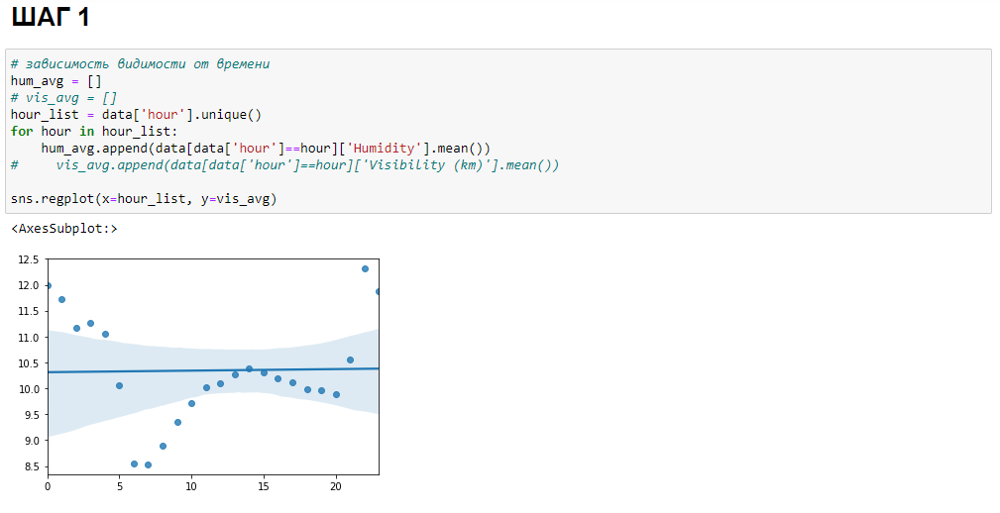 ШАГ 1
# зависимость видимости от времени
hum_avg = []
# vis_avg = []
hour_list = data['hour'].unique()
for hour in hour_list:
    hum_avg.append(data[data['hour']==hour]['Humidity'].mean())
#     vis_avg.append(data[data['hour']==hour]['Visibility (km)'].mean())
sns.regplot(x=hour_list, y=vis_avg)
<AxesSubplot:>
12.5
12.0
11.5
11.0
10.5
10.0
9.5
9.0
8.5
0 5 10 15 20